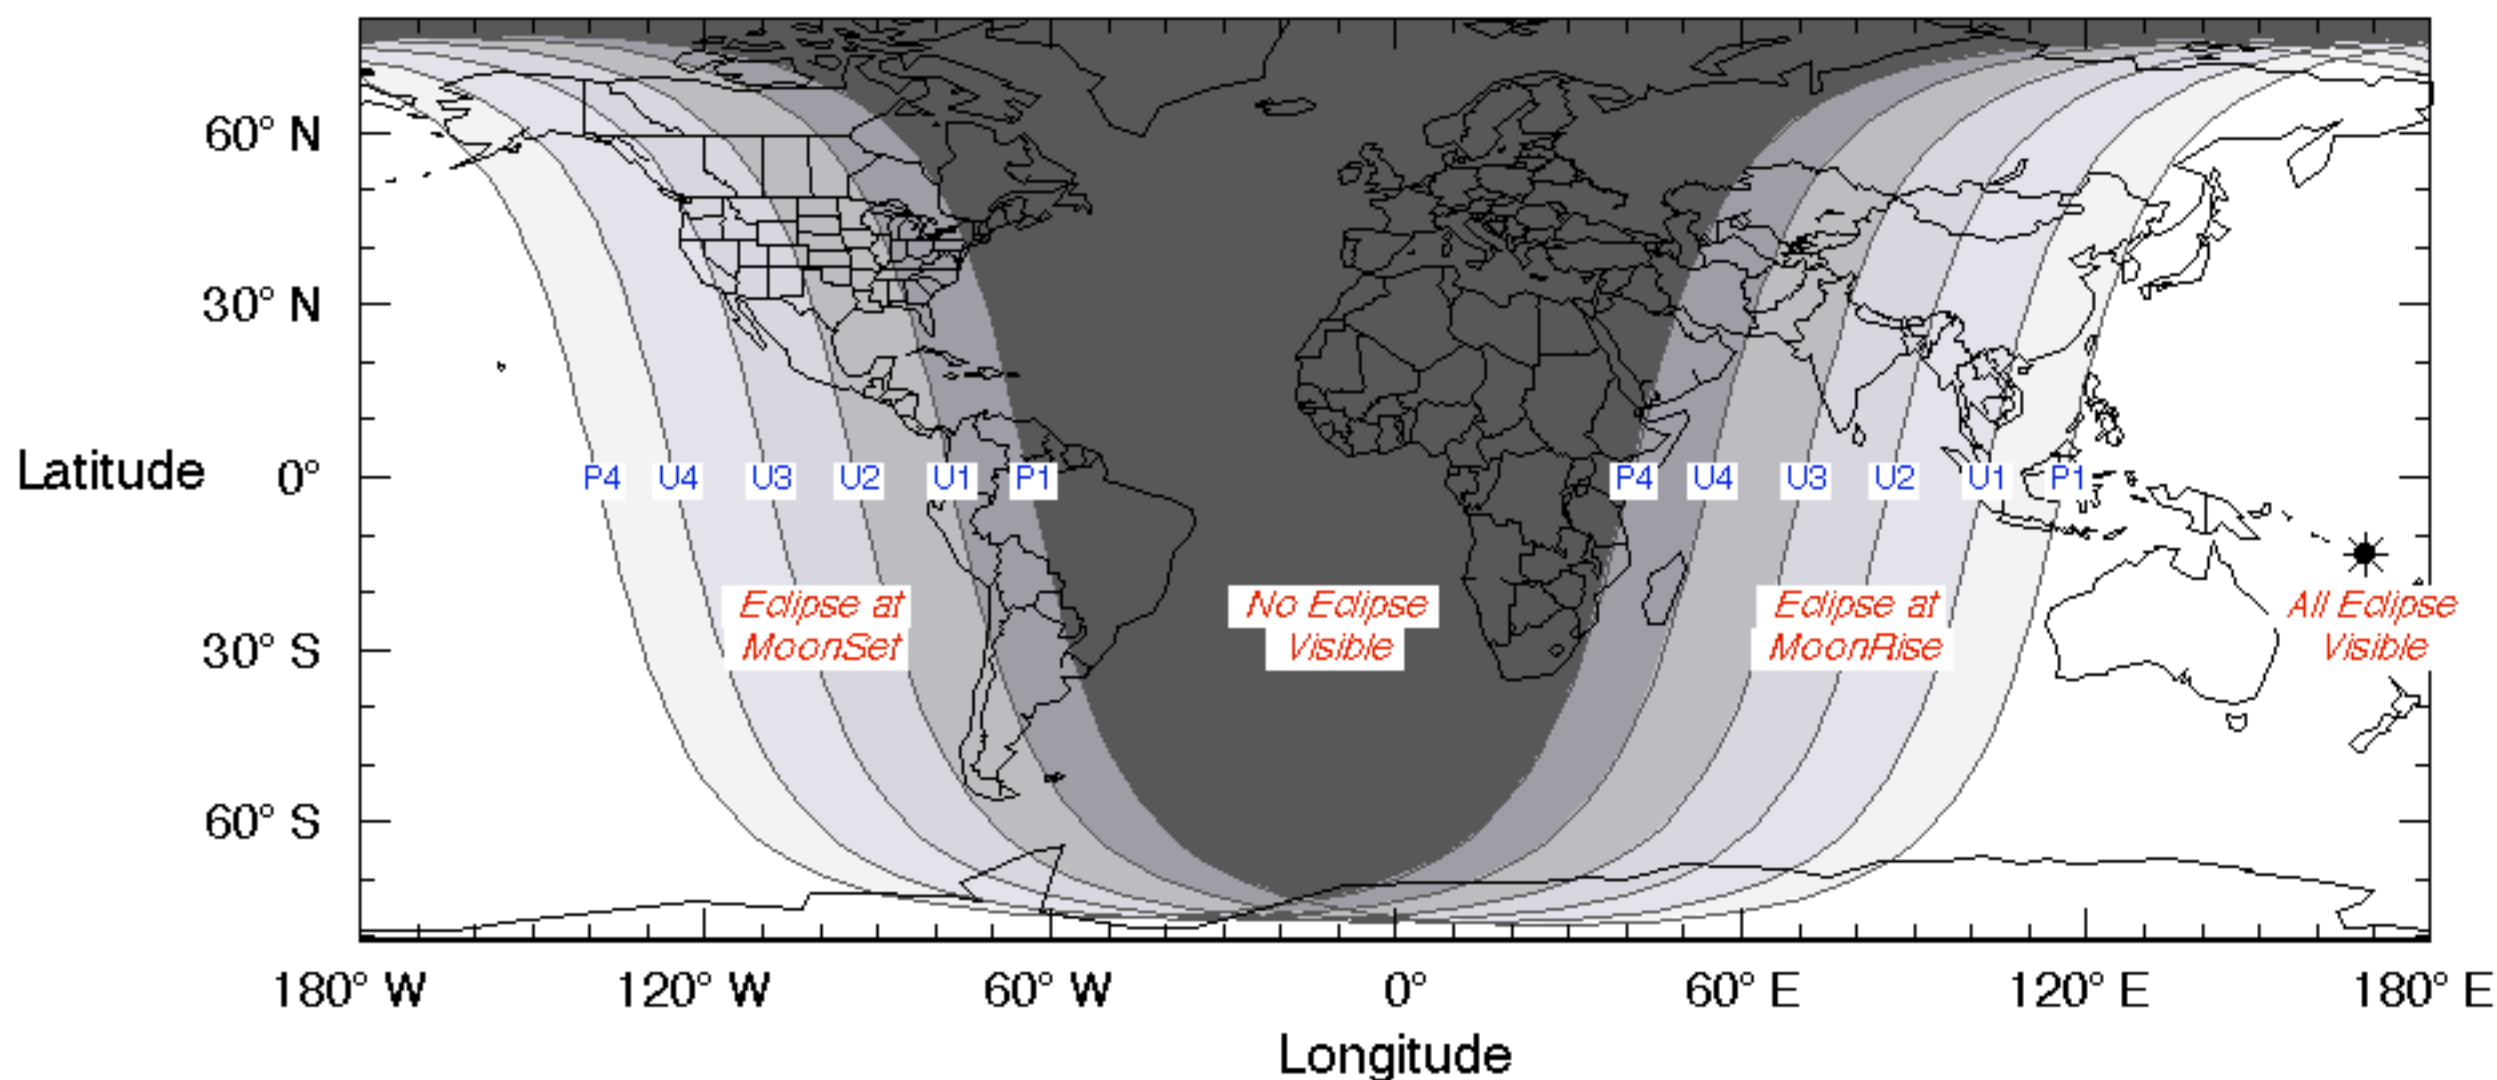 60° N
30° N
Latitude 0°
P4 U4 U3 U2 U1 P1 P4 U4 U3 U2 U1 P1
Eclipse at
MoonSet
No Eclipse
Visible
Eclipse at
MoonRise
All Eclipse
Visible
30° S
60° S
180° W 120° W 60° W 0° 60° E 120° E 180° E
Longitude